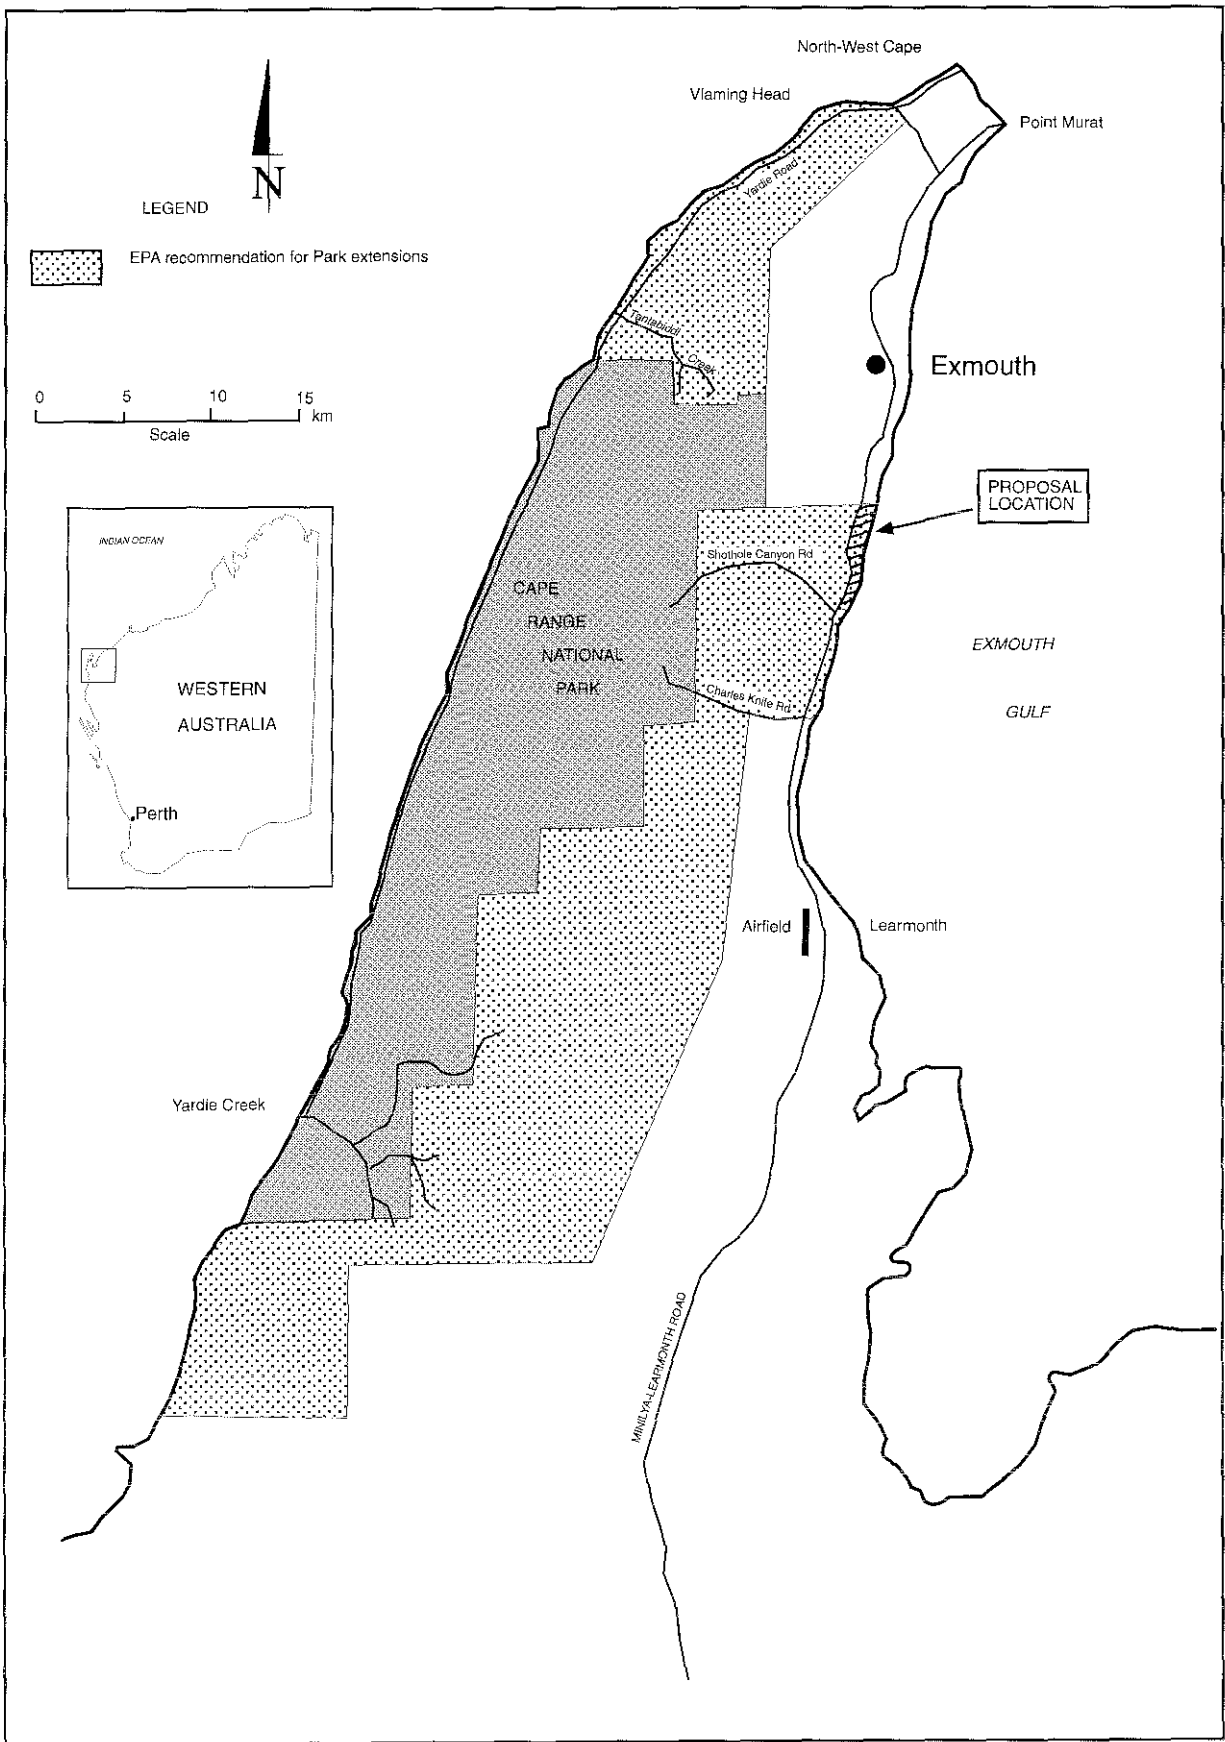 North-West Cape
Vlaming Head
Point Murat
N
LEGEND
EPA recommendation for Park extensions
Yardie Road
Tantabiddi
Creek
Exmouth
0 5 10 15
km
Scale
PROPOSAL
LOCATION
INDIAN OCEAN
WESTERN
AUSTRALIA
Perth
Shothole Canyon Rd
CAPE
RANGE
NATIONAL
PARK
Charles Knife Rd
EXMOUTH
GULF
Airfield
Learmonth
Yardie Creek
MINILYA-LEARMONTH ROAD